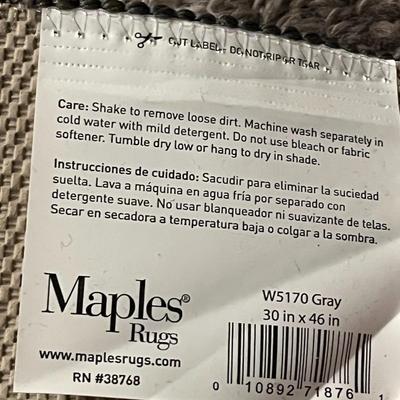 CUT LABEL. DO NOT RIP OR TEAR
Care: Shake to remove loose dirt. Machine wash separately in
cold water with mild detergent. Do not use bleach or fabric
softener. Tumble dry low or hang to dry in shade.
Instrucciones de cuidado: Sacudir para eliminar la suciedad
suelta. Lava a máquina en agua fría por separado con
detergente suave. No usar blanqueador ni suavizante de telas.
Secar en secadora a temperatura baja o colgar a la sombra.
Maples®
Rugs
www.maplesrugs.com
RN #38768
W5170 Gray
30 in x 46 in
0 10892 71876 1